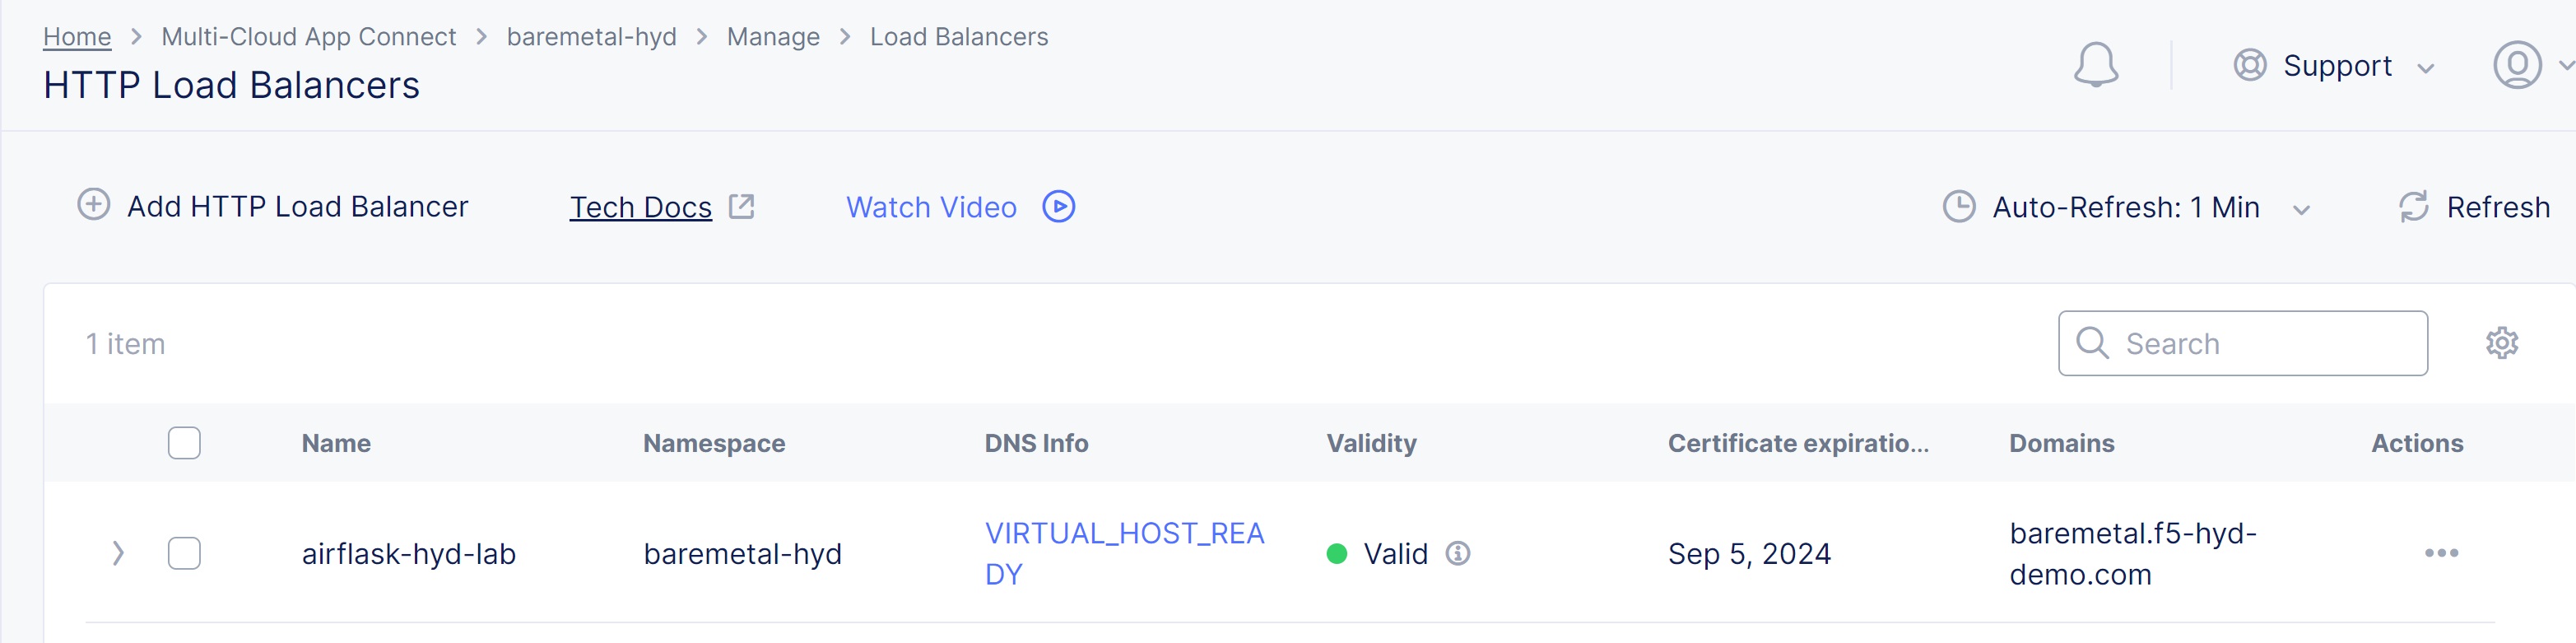 Home > Multi-Cloud App Connect > baremetal-hyd > Manage > Load Balancers
HTTP Load Balancers
Support
Add HTTP Load Balancer
Tech Docs
Watch Video
Auto-Refresh: 1 Min
Refresh
1 item
Search
Name
Namespace
DNS Info
Validity
Certificate expiratio...
Domains
Actions
airflask-hyd-lab
baremetal-hyd
VIRTUAL_HOST_REA
DY
Valid
Sep 5, 2024
baremetal.f5-hyd-
demo.com